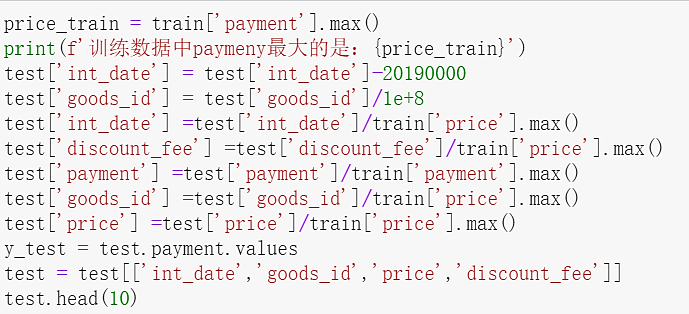 price_train = train['payment'].max()
print(f'训练数据中paymeny最大的是：{price_train}')
test['int_date'] = test['int_date']-20190000
test['goods_id'] = test['goods_id']/1e+8
test['int_date'] =test['int_date']/train['price'].max()
test['discount_fee'] =test['discount_fee']/train['price'].max()
test['payment'] =test['payment']/train['payment'].max()
test['goods_id'] =test['goods_id']/train['price'].max()
test['price'] =test['price']/train['price'].max()
y_test = test.payment.values
test = test[['int_date','goods_id','price','discount_fee']]
test.head(10)